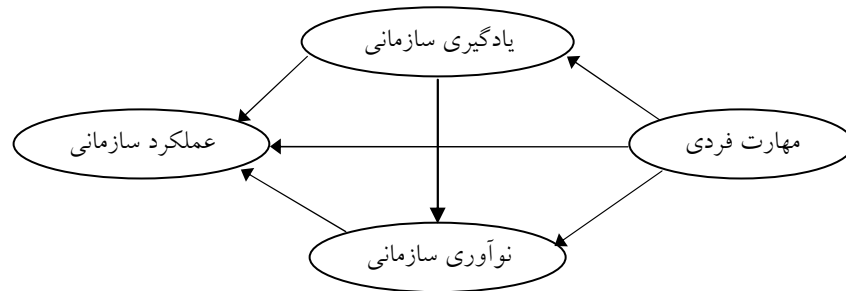 یادگیری سازمانی
مهارت فردی
عملکرد سازمانی
نوآوری سازمانی